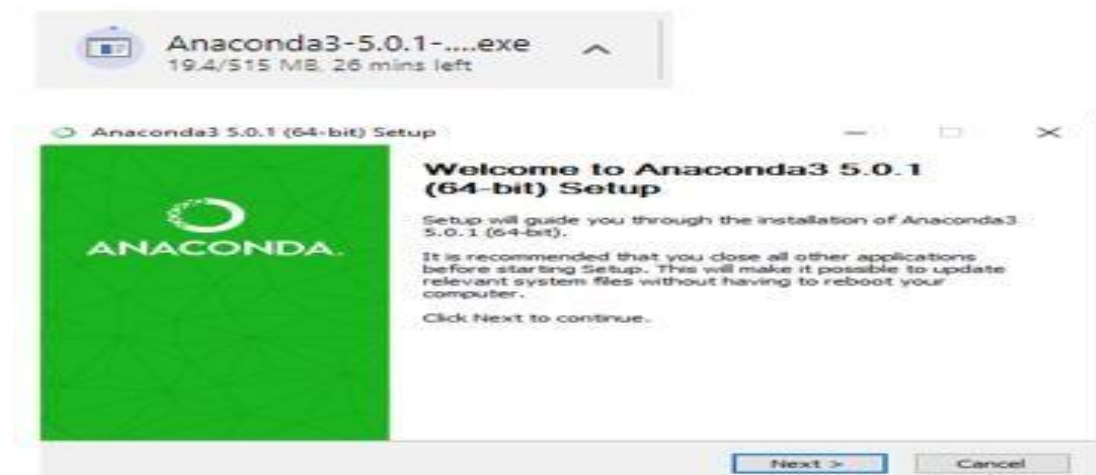 Anaconda3-5.0.1-....exe
19.4/515 MB, 26 mins left
Anaconda3 5.0.1 (64-bit) Setup
ANACONDA.
Welcome to Anaconda3 5.0.1
(64-bit) Setup
Setup will guide you through the installation of Anaconda3
5.0.1 (64-bit).
It is recommended that you close all other applications
before starting Setup. This will make it possible to update
relevant system files without having to reboot your
computer.
Click Next to continue.
Next >
Cancel